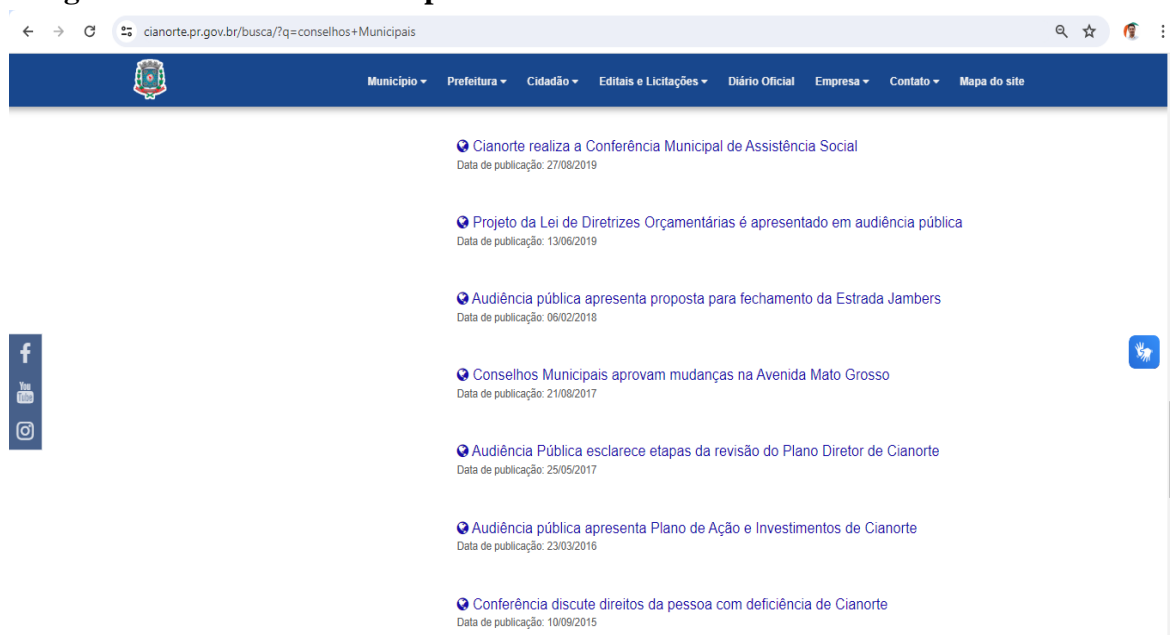 cianorte.pr.gov.br/busca/?q=conselhos+Municipais
Município Prefeitura Cidadão Editais e Licitações Diário Oficial Empresa Contato Mapa do site
Cianorte realiza a Conferência Municipal de Assistência Social
Data de publicação: 27/08/2019
Projeto da Lei de Diretrizes Orçamentárias é apresentado em audiência pública
Data de publicação: 13/06/2019
Audiência pública apresenta proposta para fechamento da Estrada Jambers
Data de publicação: 06/02/2018
Conselhos Municipais aprovam mudanças na Avenida Mato Grosso
Data de publicação: 21/08/2017
Audiência Pública esclarece etapas da revisão do Plano Diretor de Cianorte
Data de publicação: 25/05/2017
Audiência pública apresenta Plano de Ação e Investimentos de Cianorte
Data de publicação: 23/03/2016
Conferência discute direitos da pessoa com deficiência de Cianorte
Data de publicação: 10/09/2015
f
You Tube